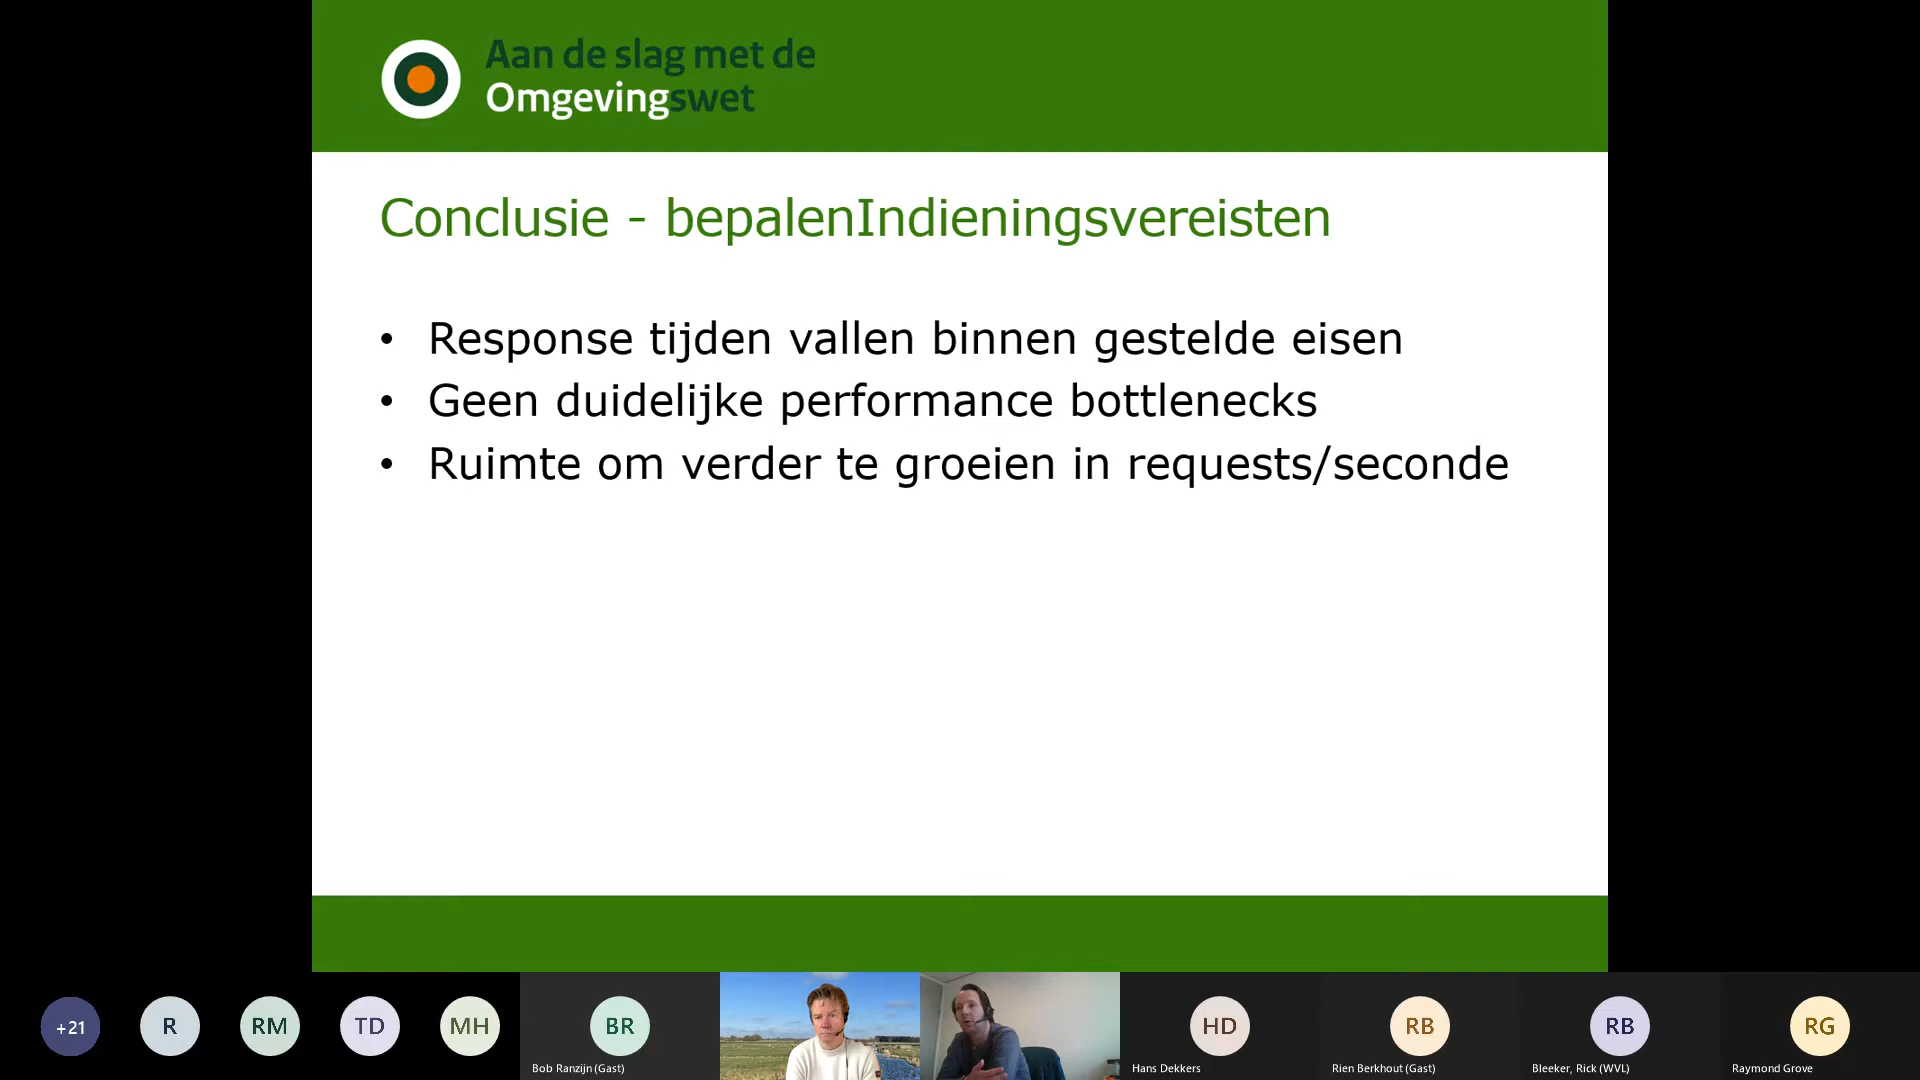 Aan de slag met de
Omgevingswet
Conclusie - bepalenIndieningsvereisten
• Response tijden vallen binnen gestelde eisen
• Geen duidelijke performance bottlenecks
• Ruimte om verder te groeien in requests/seconde
+21
R
RM
TD
MH
BR
HD
RB
RB
RG
Bob Ranzijn (Gast)
Hans Dekkers
Rien Berkhout (Gast)
Bleeker, Rick (WVL)
Raymond Grove